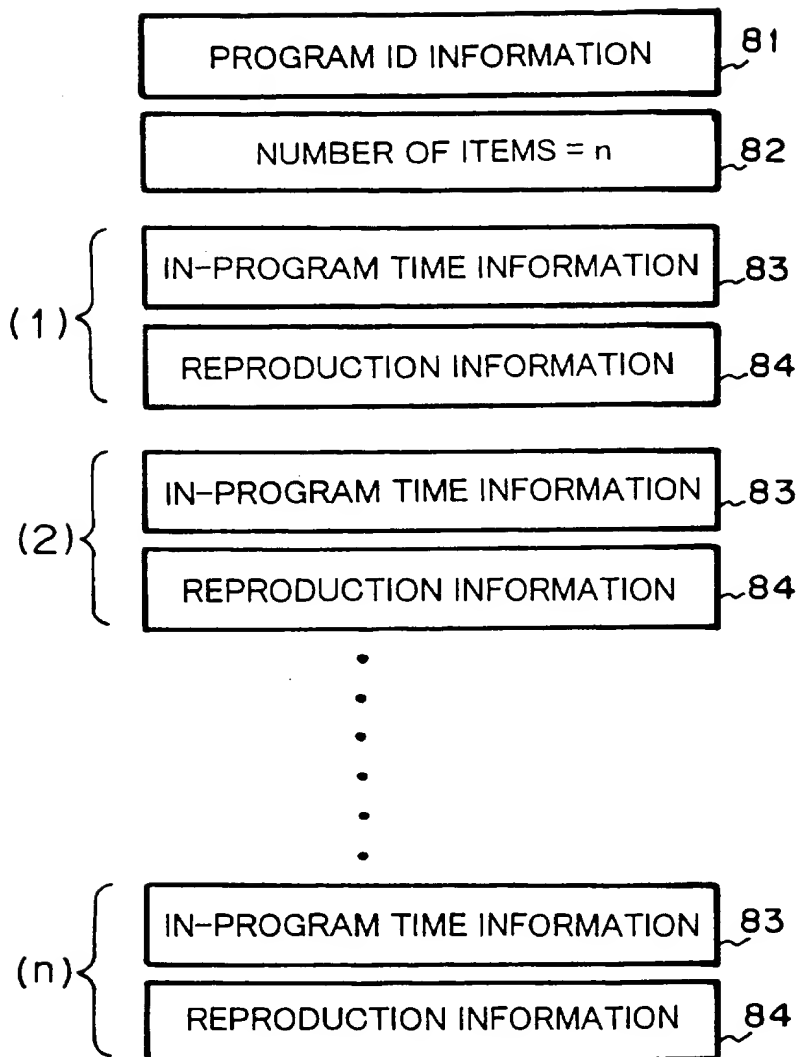 PROGRAM ID INFORMATION 81
NUMBER OF ITEMS = n 82
IN-PROGRAM TIME INFORMATION 83
(1)
REPRODUCTION INFORMATION 84
IN-PROGRAM TIME INFORMATION 83
(2)
REPRODUCTION INFORMATION 84
IN-PROGRAM TIME INFORMATION 83
(n)
REPRODUCTION INFORMATION 84